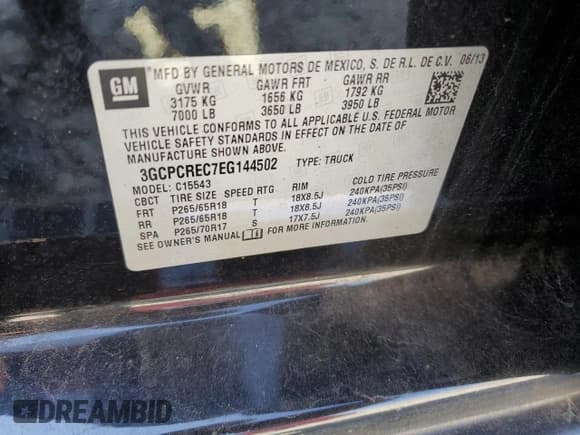 GM
MFD BY GENERAL MOTORS DE MEXICO, S. DE R.L. DE C.V. 06/13
GVWR GAWR FRT GAWR RR
3175 KG 1656 KG 1792 KG
7000 LB 3650 LB 3950 LB
THIS VEHICLE CONFORMS TO ALL APPLICABLE U.S. FEDERAL MOTOR
VEHICLE SAFETY STANDARDS IN EFFECT ON THE DATE OF
MANUFACTURE SHOWN ABOVE.
3GCPCREC7EG144502 TYPE: TRUCK
MODEL: C15543
CBCT TIRE SIZE SPEED RTG RIM COLD TIRE PRESSURE
FRT P265/65R18 T 18X8.5J 240KPA(35PSI)
RR P265/65R18 T 18X8.5J 240KPA(35PSI)
SPA P265/70R17 S 17X7.5J 240KPA(35PSI)
SEE OWNER'S MANUAL FOR MORE INFORMATION.
DREAMBID